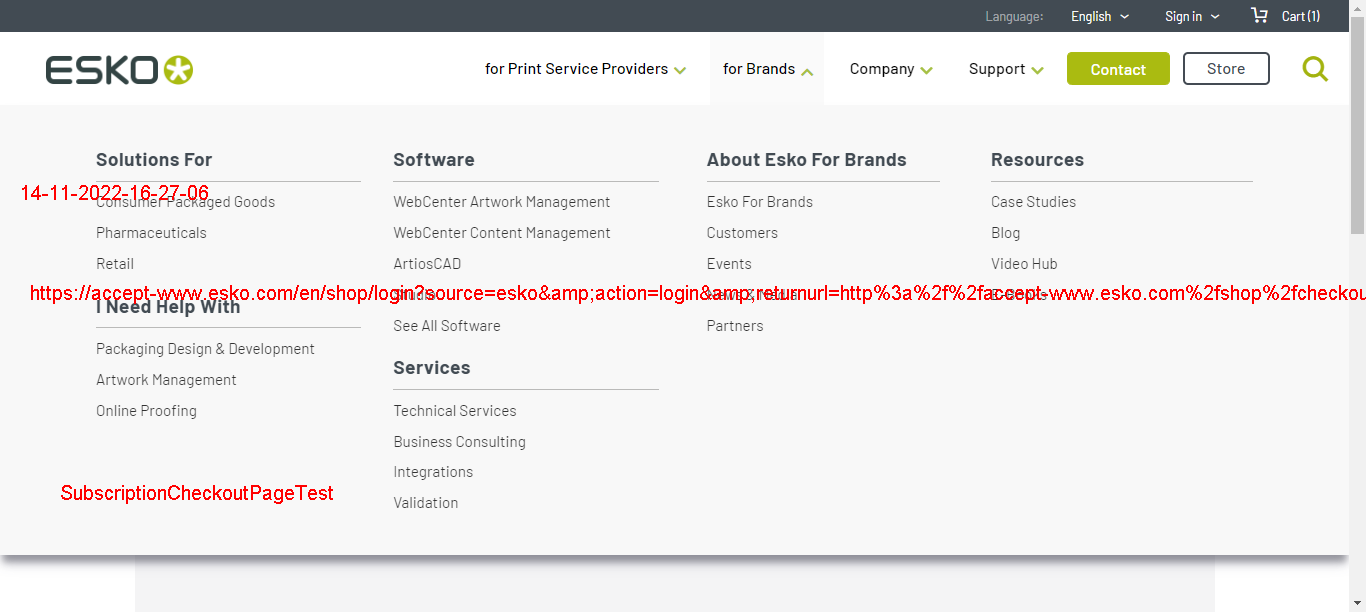 Language: English Sign in Cart (1)
ESKO for Print Service Providers for Brands Company Support Contact Store
Solutions For
14-11-2022-16-27-06
Consumer Packaged Goods
Pharmaceuticals
Retail
I Need Help With
Packaging Design & Development
Artwork Management
Online Proofing
Software
WebCenter Artwork Management
WebCenter Content Management
ArtiosCAD
Studio
See All Software
Services
Technical Services
Business Consulting
Integrations
Validation
About Esko For Brands
Esko For Brands
Customers
Events
News & Media
Partners
Resources
Case Studies
Blog
Video Hub
https://accept-www.esko.com/en/shop/login?source=esko&amp;action=login&amp;returnurl=http%3a%2f%2faccept-www.esko.com%2fshop%2fcheckou
SubscriptionCheckoutPageTest